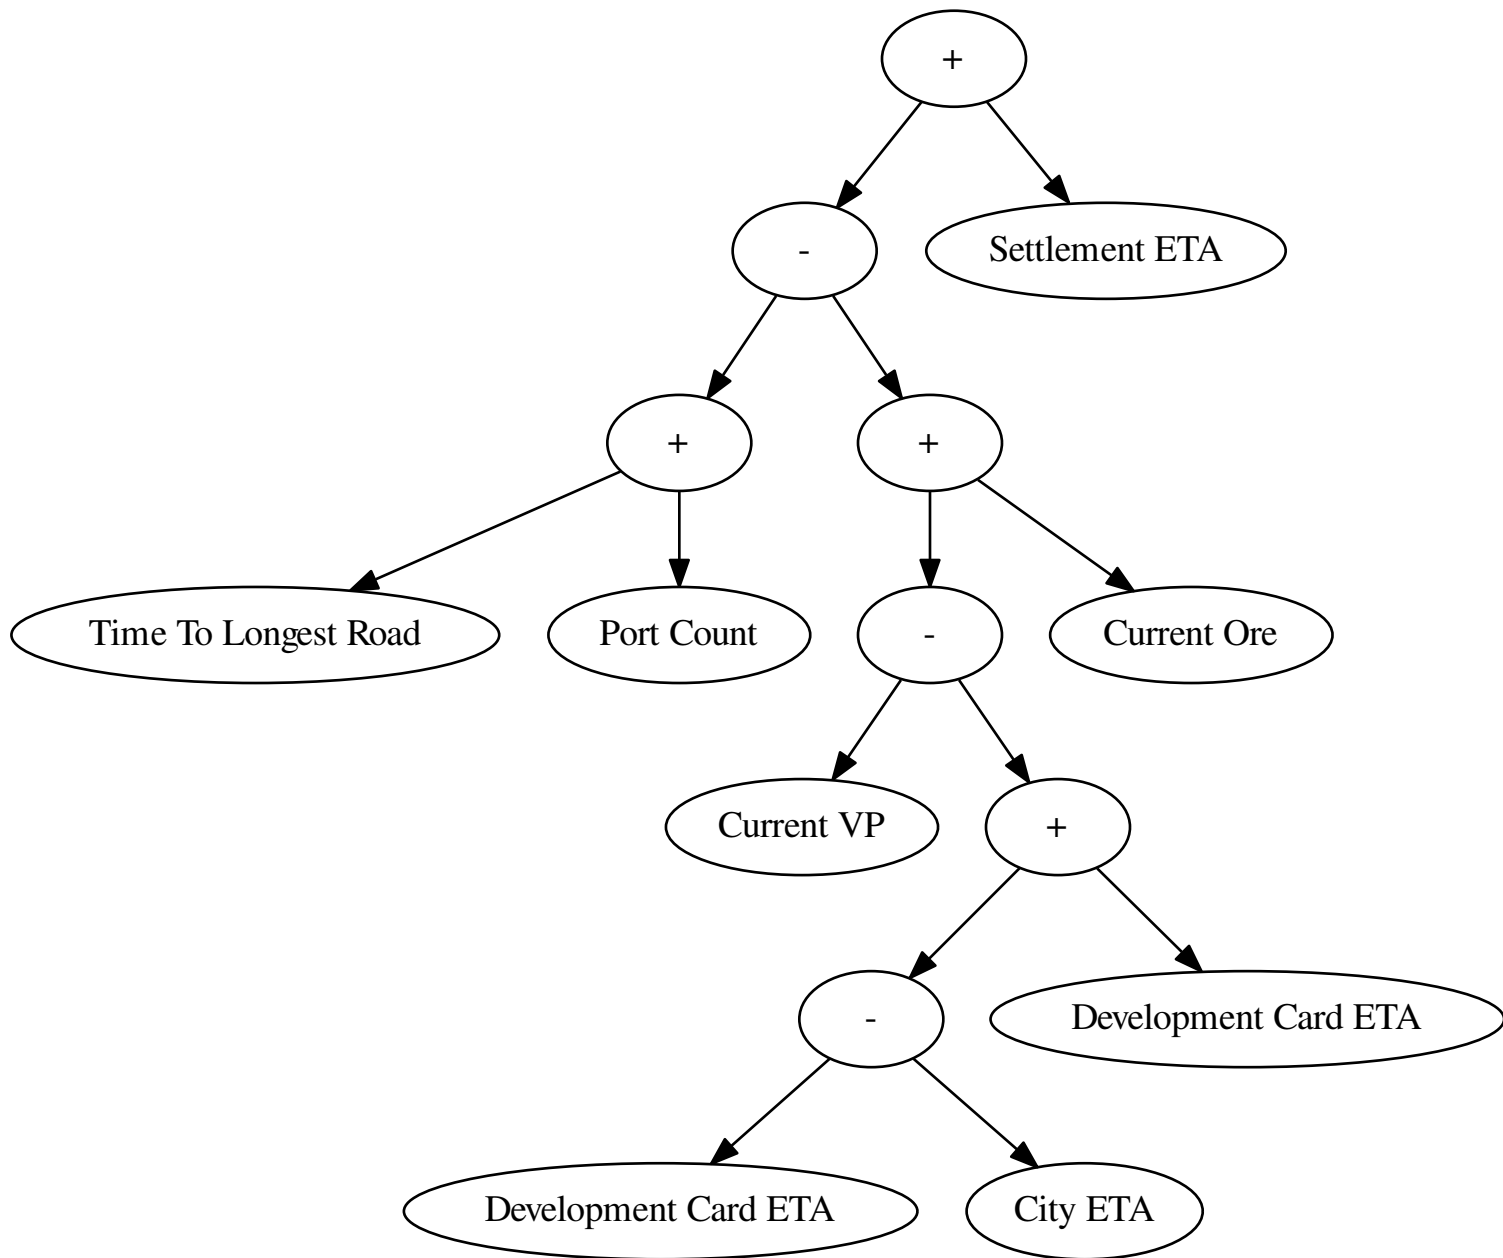 +
-
Settlement ETA
+
+
Time To Longest Road
Port Count
-
Current Ore
Current VP
+
-
Development Card ETA
Development Card ETA
City ETA